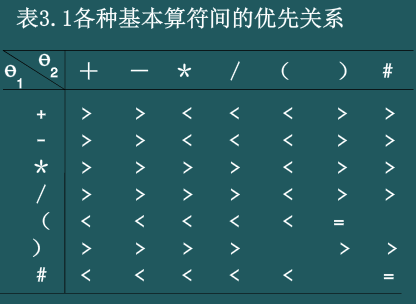 表3.1各种基本算符间的优先关系
θ1 θ2 + − * / ( ) #
+ > > < < < > >
- > > < < < > >
* > > > > < > >
/ > > > > < > >
( < < < < < =
) > > > > > >
# < < < < < =